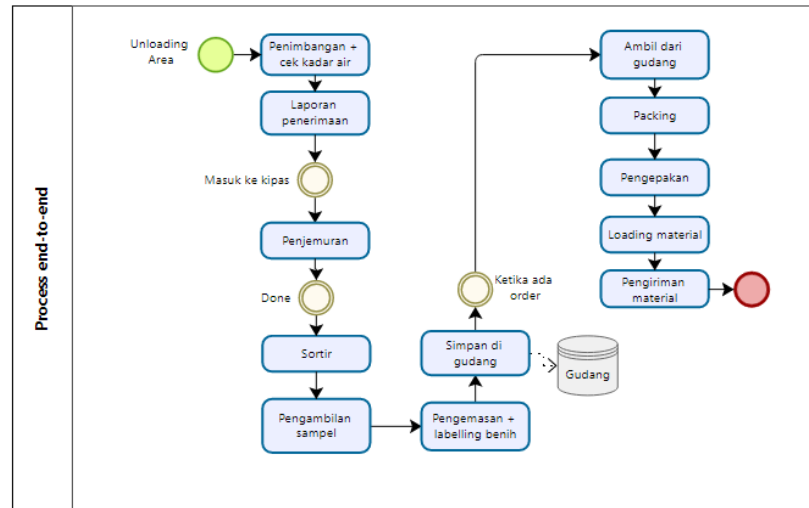 Process end-to-end
Unloading
Area
Penimbangan +
cek kadar air
Laporan
penerimaan
Masuk ke kipas
Penjemuran
Done
Sortir
Pengambilan
sampel
Pengemasan +
labelling benih
Simpan di
gudang
Gudang
Ketika ada
order
Ambil dari
gudang
Packing
Pengepakan
Loading material
Pengiriman
material